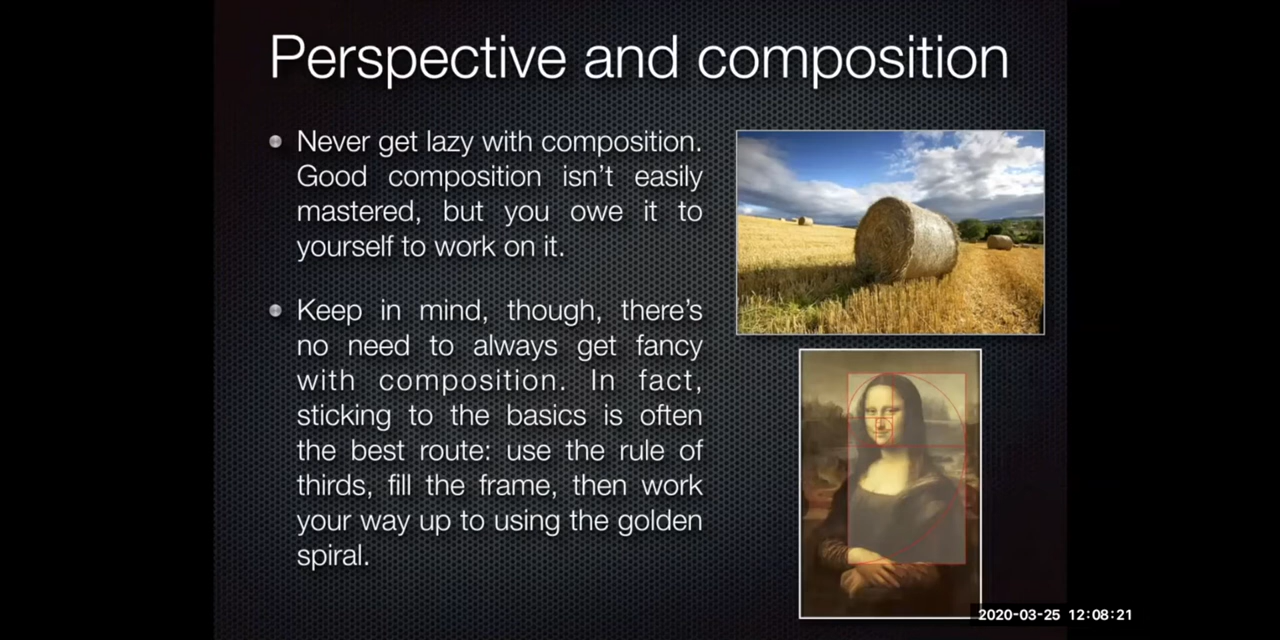 Perspective and composition
Never get lazy with composition.
Good composition isn't easily
mastered, but you owe it to
yourself to work on it.
Keep in mind, though, there's
no need to always get fancy
with composition. In fact,
sticking to the basics is often
the best route: use the rule of
thirds, fill the frame, then work
your way up to using the golden
spiral.
2020-03-25 12:08:21